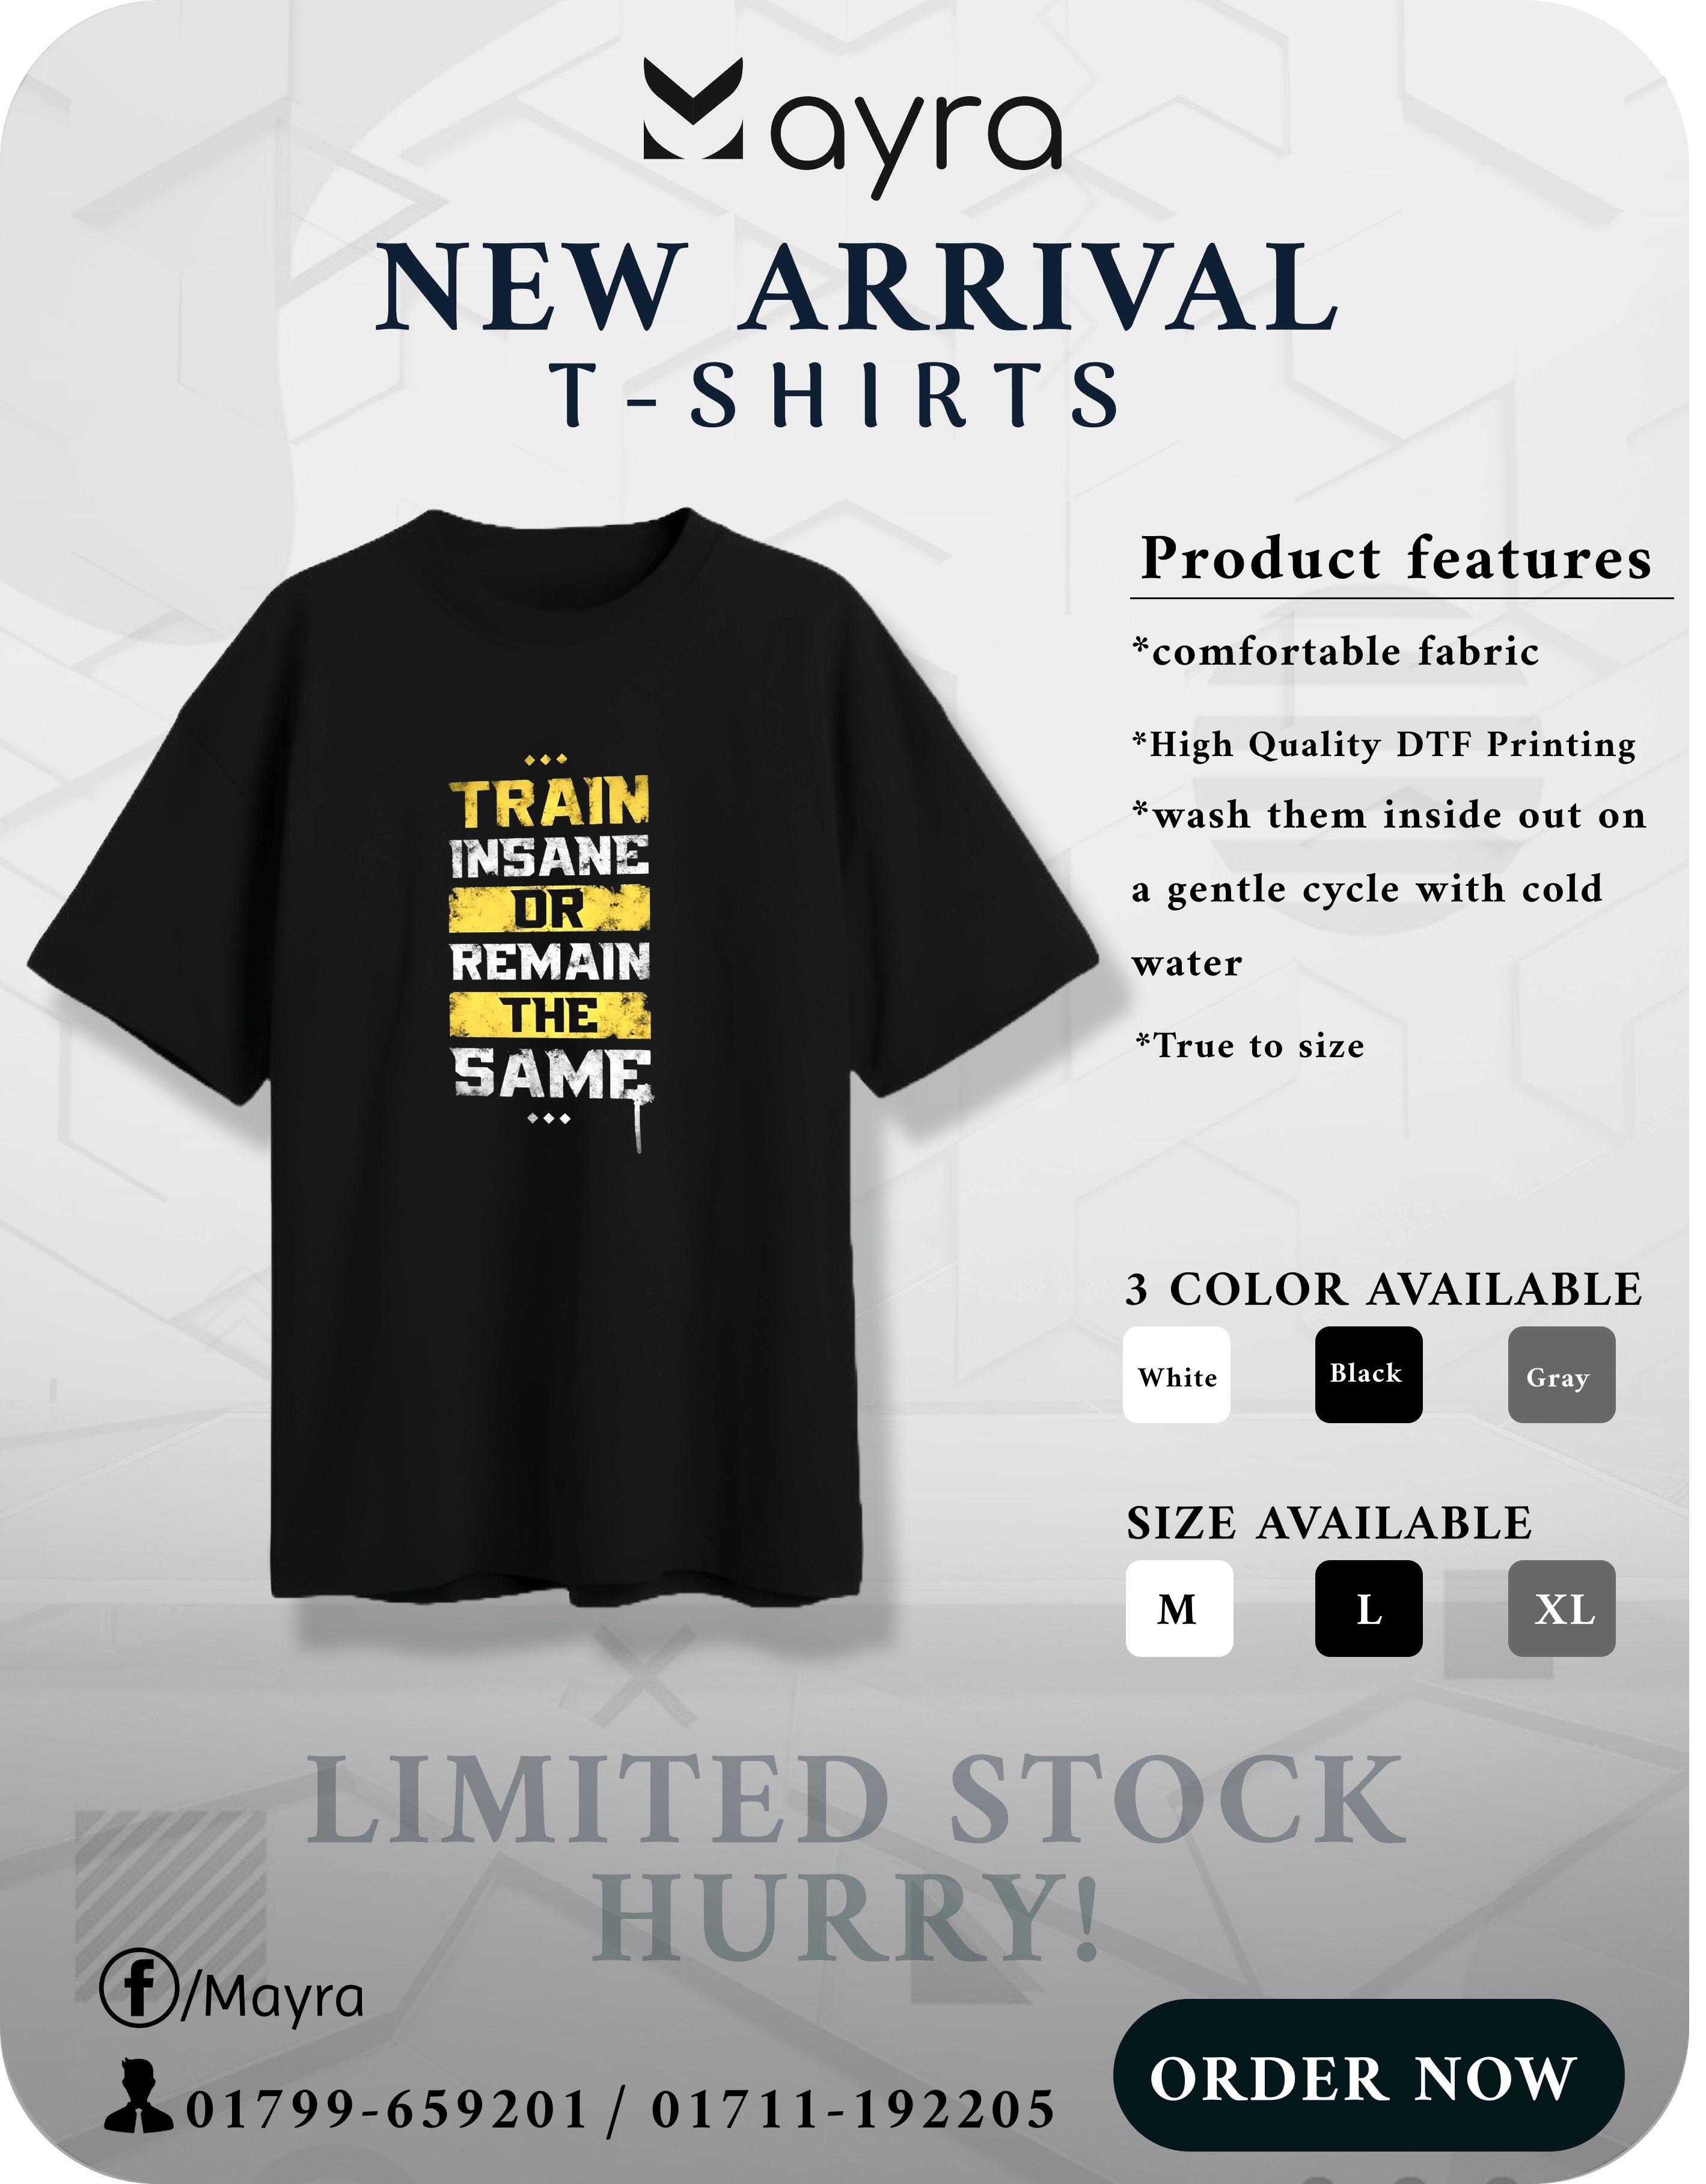 Mayra
NEW ARRIVAL
T-SHIRTS
TRAIN
INSANE
OR
REMAIN
THE
SAME
Product features
*comfortable fabric
*High Quality DTF Printing
*wash them inside out on
a gentle cycle with cold
water
*True to size
3 COLOR AVAILABLE
White Black Gray
SIZE AVAILABLE
M L XL
LIMITED STOCK
HURRY!
f/Mayra
01799-659201 / 01711-192205
ORDER NOW